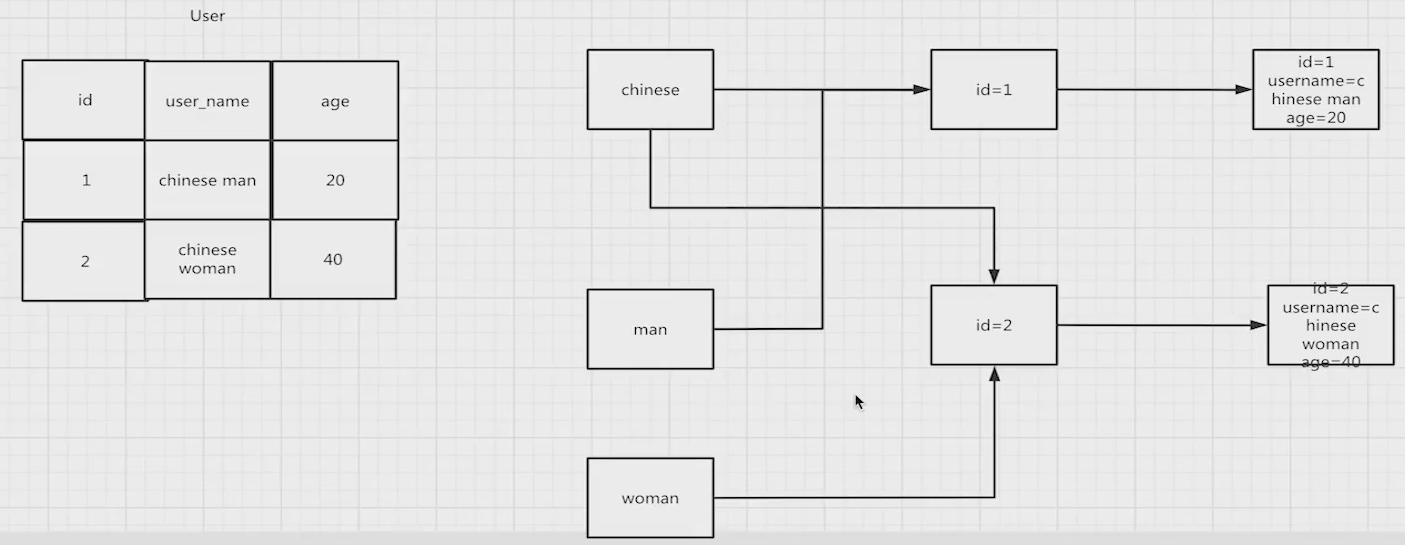 User
id
user_name
age
1
chinese man
20
2
chinese
woman
40
chinese
id=1
id=1
username=c
hinese man
age=20
man
id=2
id=2
username=c
hinese
woman
age=40
woman